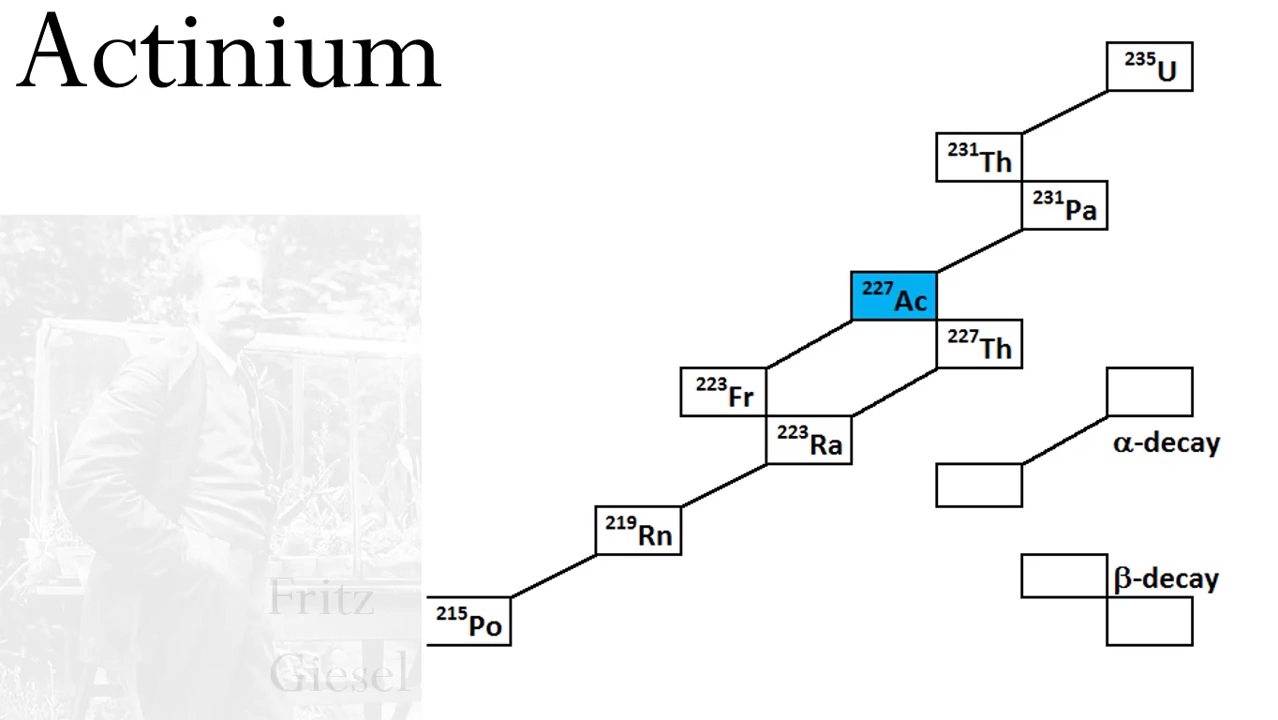 Actinium
²³⁵U
²³¹Th
²³¹Pa
²²⁷Ac
²²⁷Th
²²³Fr
²²³Ra
α-decay
²¹⁹Rn
β-decay
Fritz
²¹⁵Po
Giesel